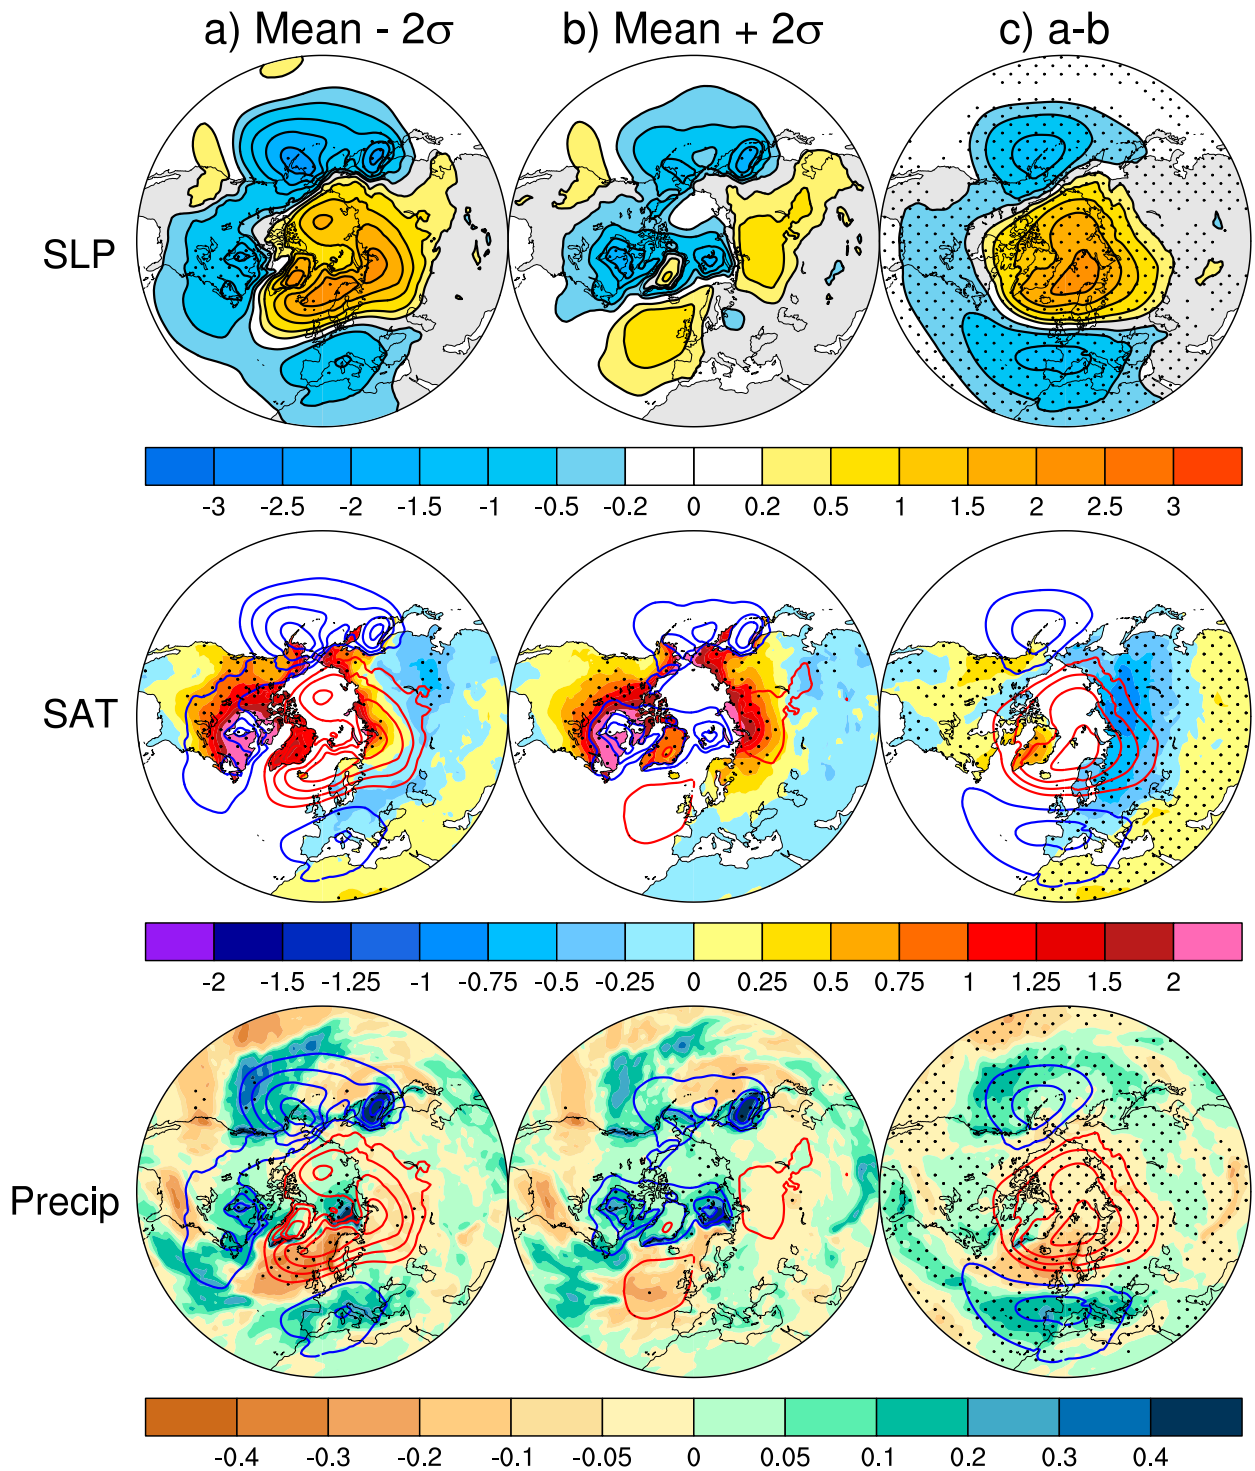 a) Mean - 2σ b) Mean + 2σ c) a-b
SLP
-3 -2.5 -2 -1.5 -1 -0.5 -0.2 0 0.2 0.5 1 1.5 2 2.5 3
SAT
-2 -1.5 -1.25 -1 -0.75 -0.5 -0.25 0 0.25 0.5 0.75 1 1.25 1.5 2
Precip
-0.4 -0.3 -0.2 -0.1 -0.05 0 0.05 0.1 0.2 0.3 0.4